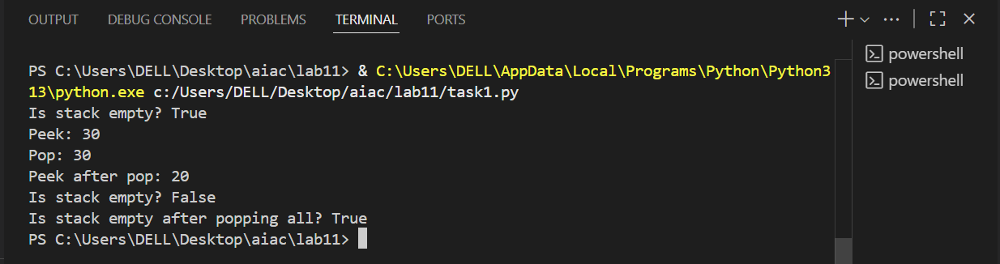 OUTPUT DEBUG CONSOLE PROBLEMS TERMINAL PORTS
PS C:\Users\DELL\Desktop\aiac\lab11> & C:\Users\DELL\AppData\Local\Programs\Python\Python3
13\python.exe c:/Users/DELL/Desktop/aiac/lab11/task1.py
Is stack empty? True
Peek: 30
Pop: 30
Peek after pop: 20
Is stack empty? False
Is stack empty after popping all? True
PS C:\Users\DELL\Desktop\aiac\lab11>
powershell
powershell